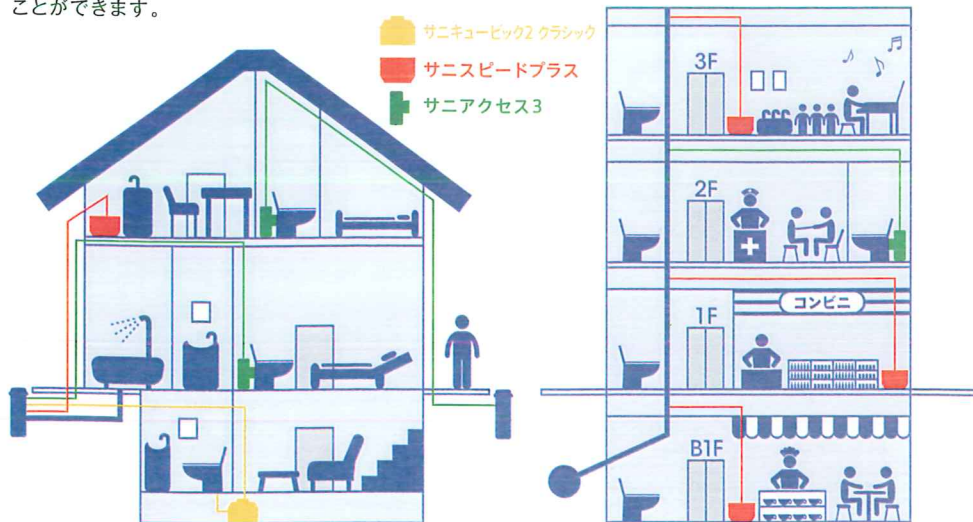 ことができます。
サニキュービック2 クラシック
サニスピードプラス
サニアクセス3
3F
2F
1F
コンビニ
B1F